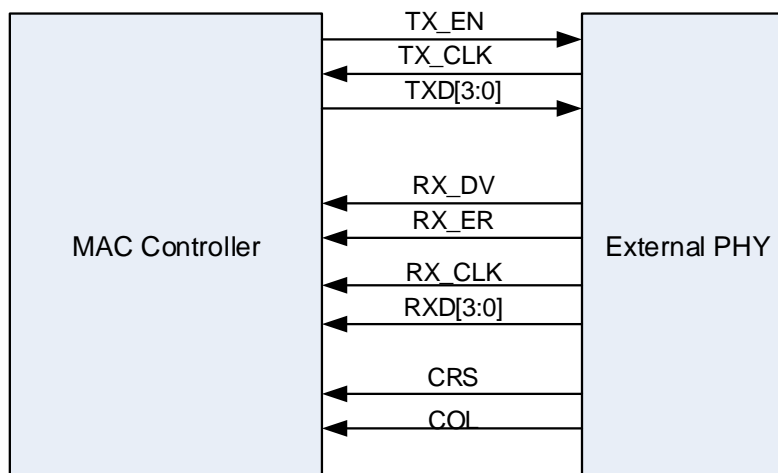 TX_EN
TX_CLK
TXD[3:0]
RX_DV
RX_ER
MAC Controller
External PHY
RX_CLK
RXD[3:0]
CRS
COL